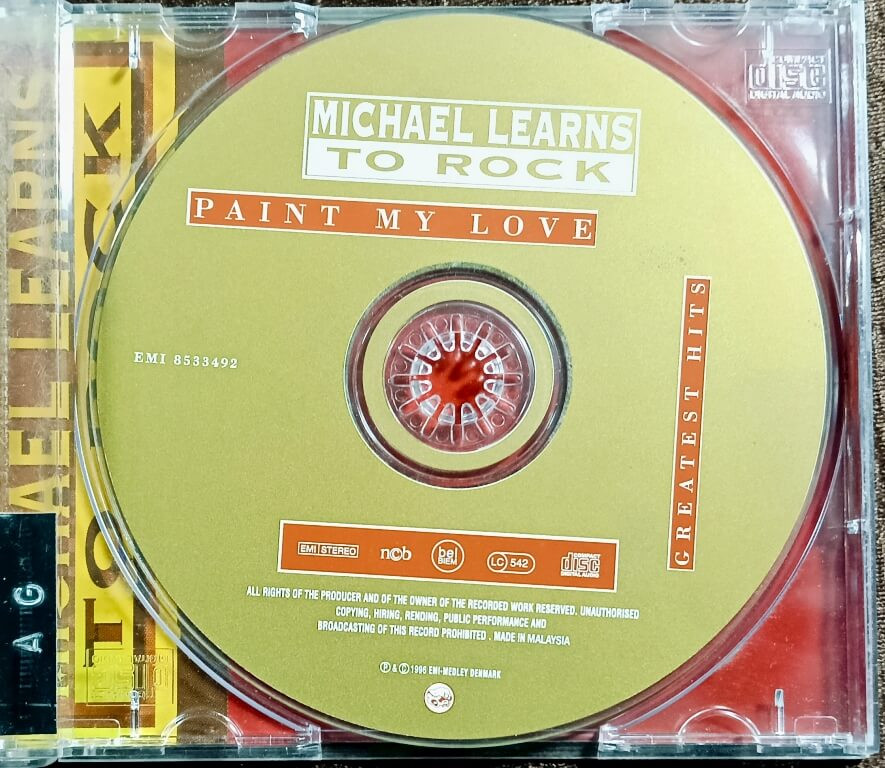 MICHAEL LEARNS
TO ROCK
PAINT MY LOVE
GREATEST HITS
EMI 8533492
EMI STEREO
ncb
bel
BIEM
LC 542
COMPACT
disc
DIGITAL AUDIO
ALL RIGHTS OF THE PRODUCER AND OF THE OWNER OF THE RECORDED WORK RESERVED. UNAUTHORISED
COPYING, HIRING, RENDING, PUBLIC PERFORMANCE AND
BROADCASTING OF THIS RECORD PROHIBITED . MADE IN MALAYSIA
Ⓟ & Ⓒ 1996 EMI-MEDLEY DENMARK
COMPACT
disc
DIGITAL AUDIO
AG